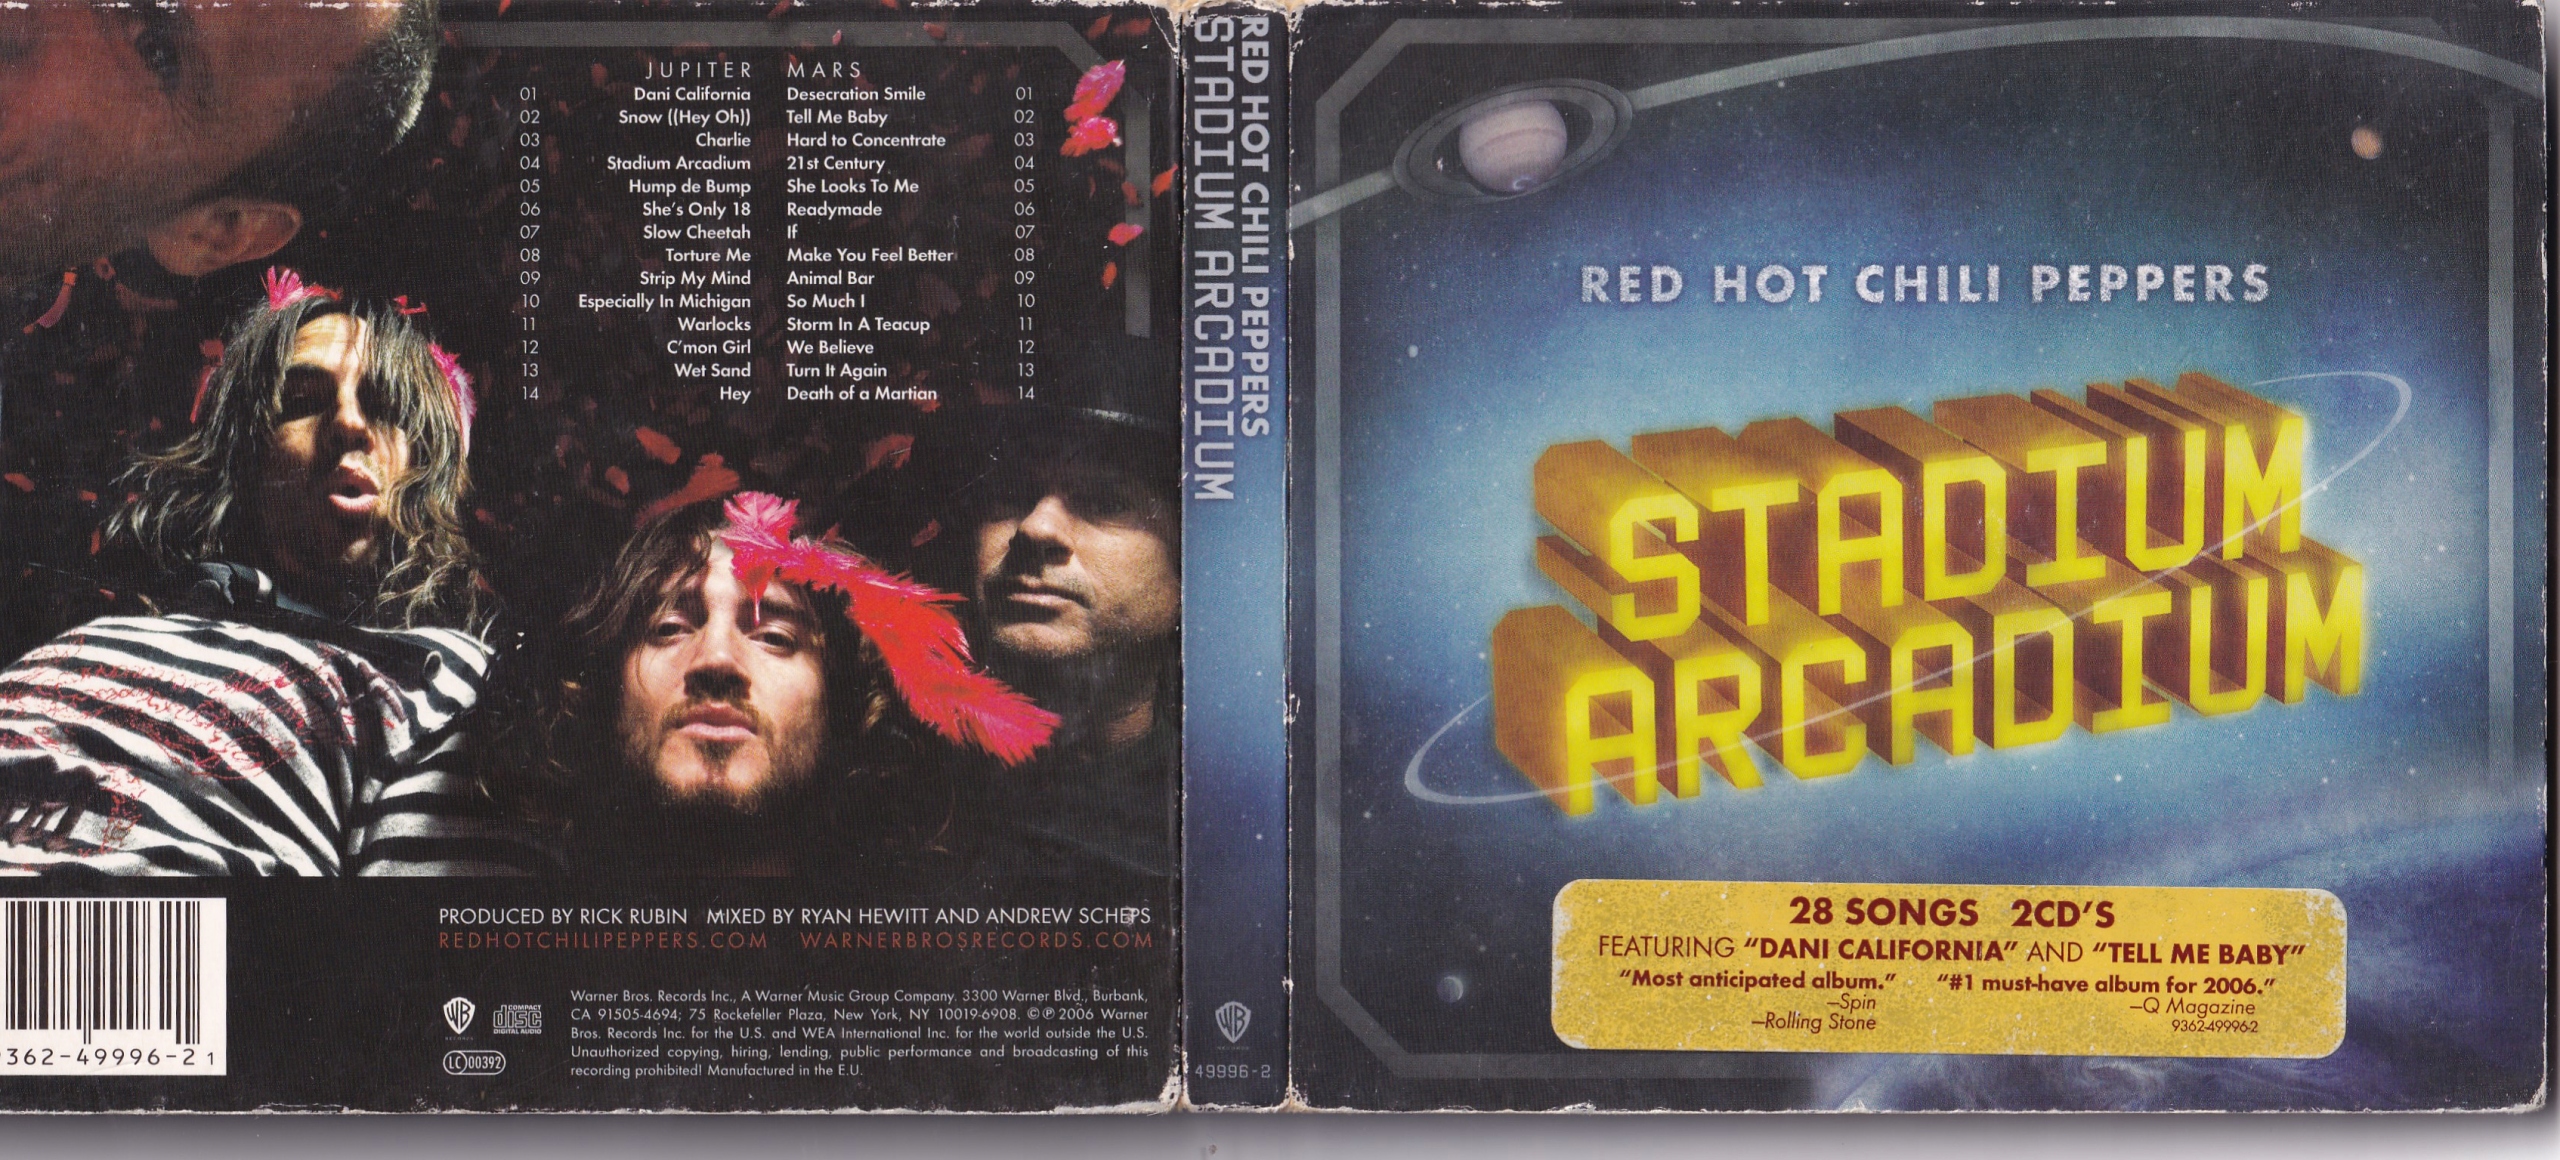 JUPITER MARS
01 Dani California Desecration Smile 01
02 Snow ((Hey Oh)) Tell Me Baby 02
03 Charlie Hard to Concentrate 03
04 Stadium Arcadium 21st Century 04
05 Hump de Bump She Looks To Me 05
06 She's Only 18 Readymade 06
07 Slow Cheetah If 07
08 Torture Me Make You Feel Better 08
09 Strip My Mind Animal Bar 09
10 Especially In Michigan So Much I 10
11 Warlocks Storm In A Teacup 11
12 C'mon Girl We Believe 12
13 Wet Sand Turn It Again 13
14 Hey Death of a Martian 14
PRODUCED BY RICK RUBIN MIXED BY RYAN HEWITT AND ANDREW SCHEPS
REDHOTCHILIPEPPERS.COM WARNERBROSRECORDS.COM
WB
COMPACT
disc
DIGITAL AUDIO
LC 00392
Warner Bros. Records Inc., A Warner Music Group Company. 3300 Warner Blvd., Burbank,
CA 91505-4694; 75 Rockefeller Plaza, New York, NY 10019-6908. ©℗ 2006 Warner
Bros. Records Inc. for the U.S. and WEA International Inc. for the world outside the U.S.
Unauthorized copying, hiring, lending, public performance and broadcasting of this
recording prohibited! Manufactured in the E.U.
9362-49996-2 1
RED HOT CHILI PEPPERS
STADIUM ARCADIUM
WB
49996-2
RED HOT CHILI PEPPERS
STADIUM
ARCADIUM
28 SONGS 2CD'S
FEATURING "DANI CALIFORNIA" AND "TELL ME BABY"
"Most anticipated album." "#1 must-have album for 2006."
–Spin –Q Magazine
–Rolling Stone 9362-49996-2